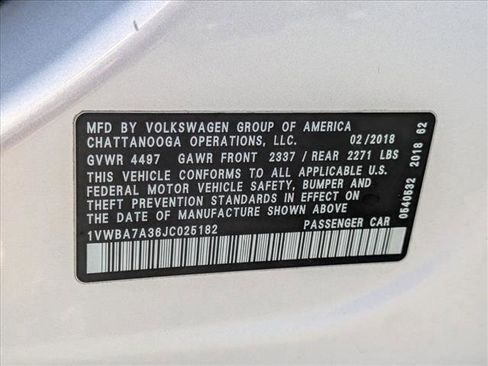 MFD BY VOLKSWAGEN GROUP OF AMERICA
CHATTANOOGA OPERATIONS, LLC. 02/2018
GVWR 4497 GAWR FRONT 2337 / REAR 2271 LBS
THIS VEHICLE CONFORMS TO ALL APPLICABLE U.S.
FEDERAL MOTOR VEHICLE SAFETY, BUMPER AND
THEFT PREVENTION STANDARDS IN EFFECT ON
THE DATE OF MANUFACTURE SHOWN ABOVE
1VWBA7A36JC025182 PASSENGER CAR
0540532 2018 62